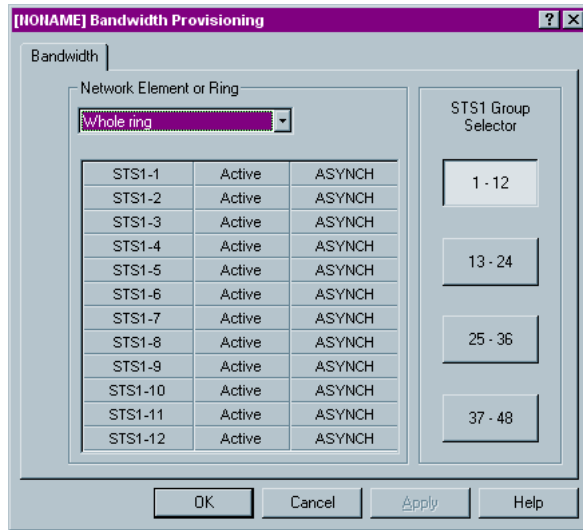 [NONAME] Bandwidth Provisioning
Bandwidth
Network Element or Ring
Whole ring
STS1-1 Active ASYNCH
STS1-2 Active ASYNCH
STS1-3 Active ASYNCH
STS1-4 Active ASYNCH
STS1-5 Active ASYNCH
STS1-6 Active ASYNCH
STS1-7 Active ASYNCH
STS1-8 Active ASYNCH
STS1-9 Active ASYNCH
STS1-10 Active ASYNCH
STS1-11 Active ASYNCH
STS1-12 Active ASYNCH
STS1 Group
Selector
1 - 12
13 - 24
25 - 36
37 - 48
OK Cancel Apply Help